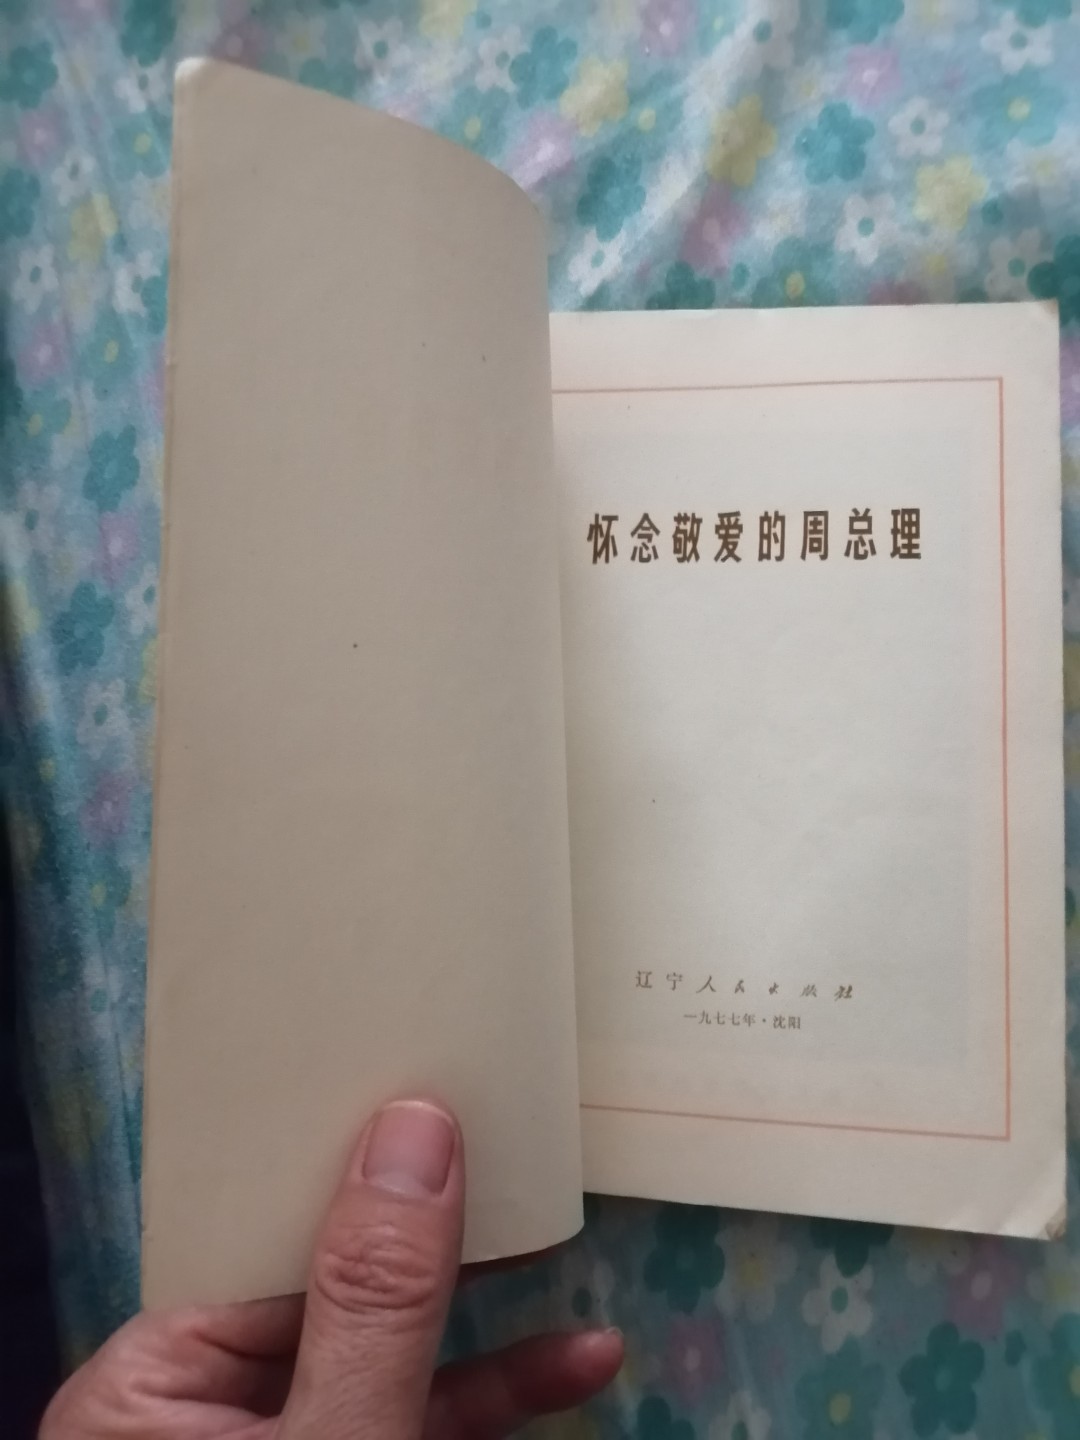 怀念敬爱的周总理
辽宁人民出版社
一九七七年·沈阳